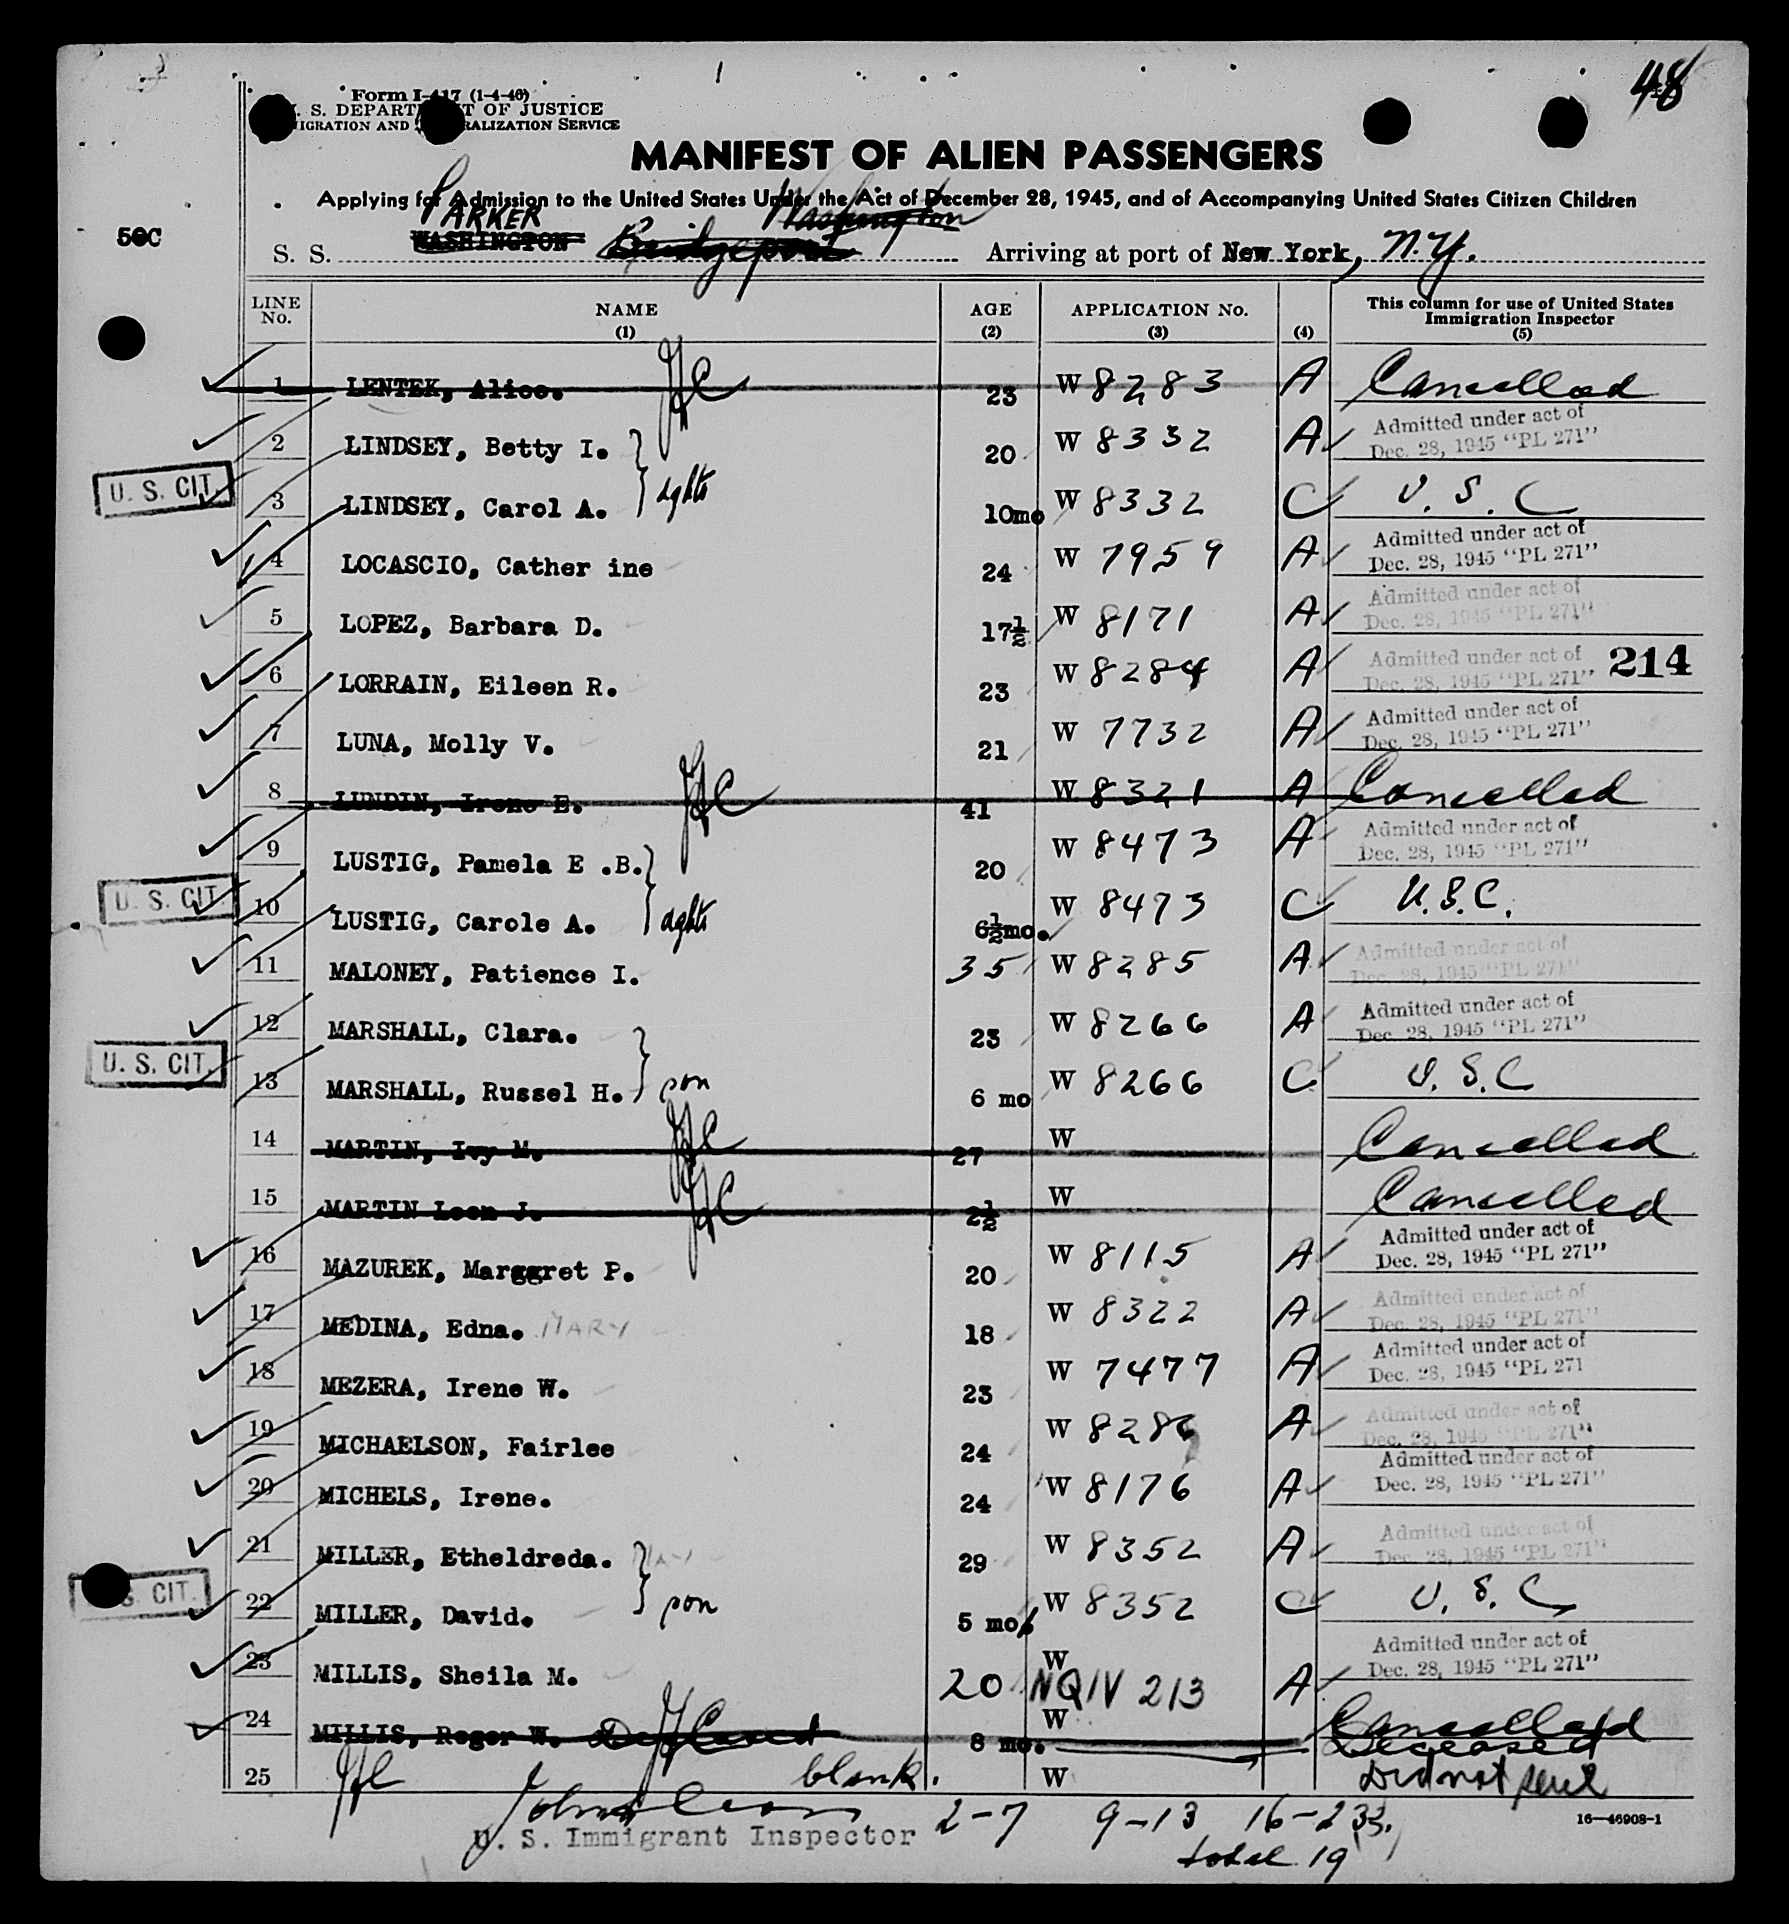 48
Form I-417 (1-4-46)
U. S. DEPARTMENT OF JUSTICE
IMMIGRATION AND NATURALIZATION SERVICE
MANIFEST OF ALIEN PASSENGERS
Applying for Admission to the United States Under the Act of December 28, 1945, and of Accompanying United States Citizen Children
50C
S. S. PARKER WASHINGTON Bridgeport Washington Arriving at port of New York, N.Y.
LINE No. NAME (1) AGE (2) APPLICATION No. (3) (4) This column for use of United States Immigration Inspector (5)
1 LENTEK, Alice. 23 W 8283 A Cancelled
2 LINDSEY, Betty I. 20 W 8332 A Admitted under act of Dec. 28, 1945 "PL 271"
U. S. CIT. 3 LINDSEY, Carol A. dghts 10mo W 8332 C U. S. C
4 LOCASCIO, Cather ine 24 W 7959 A Admitted under act of Dec. 28, 1945 "PL 271"
5 LOPEZ, Barbara D. 17½ W 8171 A Admitted under act of Dec. 28, 1945 "PL 271"
6 LORRAIN, Eileen R. 23 W 8284 A Admitted under act of Dec. 28, 1945 "PL 271" 214
7 LUNA, Molly V. 21 W 7732 A Admitted under act of Dec. 28, 1945 "PL 271"
8 LUNDIN, Irene E. 41 W 8321 A Cancelled
9 LUSTIG, Pamela E .B. 20 W 8473 A Admitted under act of Dec. 28, 1945 "PL 271"
U. S. CIT 10 LUSTIG, Carole A. dghts 6½mo. W 8473 C U.S.C.
11 MALONEY, Patience I. 35 W 8285 A Admitted under act of Dec. 28, 1945 "PL 271"
12 MARSHALL, Clara. 23 W 8266 A Admitted under act of Dec. 28, 1945 "PL 271"
U. S. CIT. 13 MARSHALL, Russel H. son 6 mo W 8266 C U. S. C
14 MARTIN, Ivy M. 27 W Cancelled
15 MARTIN Leon J. 2½ W Cancelled
16 MAZUREK, Marggret P. 20 W 8115 A Admitted under act of Dec. 28, 1945 "PL 271"
17 MEDINA, Edna. MARY 18 W 8322 A Admitted under act of Dec. 28, 1945 "PL 271"
18 MEZERA, Irene W. 23 W 7477 A Admitted under act of Dec. 28, 1945 "PL 271
19 MICHAELSON, Fairlee 24 W 8286 A Admitted under act of Dec. 28, 1945 "PL 271"
20 MICHELS, Irene. 24 W 8176 A Admitted under act of Dec. 28, 1945 "PL 271"
21 MILLER, Etheldreda. MAY 29 W 8352 A Admitted under act of Dec. 28, 1945 "PL 271"
S. CIT. 22 MILLER, David. son 5 mo. W 8352 C U. S. C
23 MILLIS, Sheila M. 20 W NQIV 213 A Admitted under act of Dec. 28, 1945 "PL 271"
24 MILLIS, Roger W. 8 mo. W Cancelled Deceased
25 blank. W Did not
16—46908-1
U. S. Immigrant Inspector 2-7 9-13 16-23
total 19